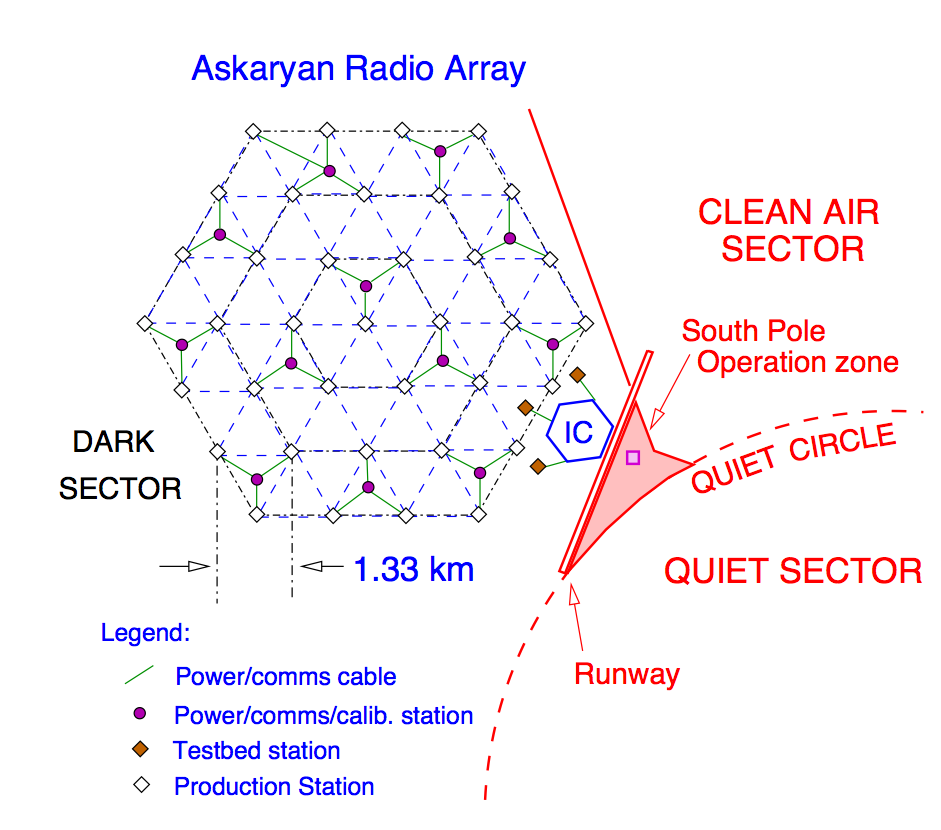 Askaryan Radio Array
CLEAN AIR
SECTOR
South Pole
Operation zone
IC
QUIET CIRCLE
DARK
SECTOR
1.33 km
QUIET SECTOR
Runway
Legend:
Power/comms cable
Power/comms/calib. station
Testbed station
Production Station